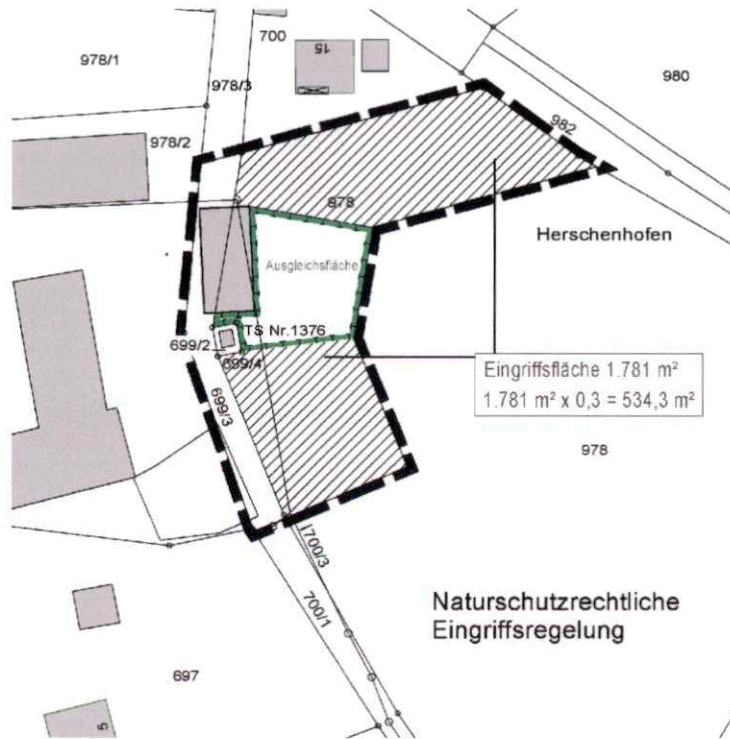 700
15
978/1
978/3
980
982
978/2
978
Herschenhofen
Ausgleichsfläche
TS Nr.1376
699/2
699/4
Eingriffsfläche 1.781 m²
1.781 m² x 0,3 = 534,3 m²
699/3
978
700/3
700/1
Naturschutzrechtliche
Eingriffsregelung
697
5